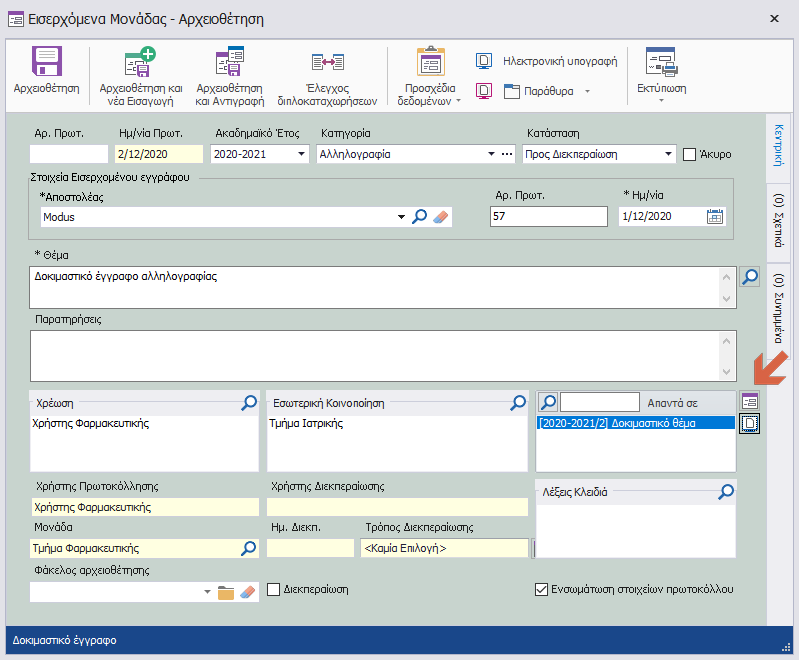 Εισερχόμενα Μονάδας - Αρχειοθέτηση
Αρχειοθέτηση
Αρχειοθέτηση και
νέα Εισαγωγή
Αρχειοθέτηση
και Αντιγραφή
Έλεγχος
διπλοκαταχωρήσεων
Προσχέδια
δεδομένων
Ηλεκτρονική υπογραφή
Παράθυρα
Εκτύπωση
Αρ. Πρωτ. Ημ/νία Πρωτ. Ακαδημαϊκό Έτος Κατηγορία Κατάσταση
2/12/2020 2020-2021 Αλληλογραφία Προς Διεκπεραίωση Άκυρο
Στοιχεία Εισερχομένου εγγράφου
*Αποστολέας Αρ. Πρωτ. * Ημ/νία
Modus 57 1/12/2020
* Θέμα
Δοκιμαστικό έγγραφο αλληλογραφίας
Παρατηρήσεις
Χρέωση Εσωτερική Κοινοποίηση Απαντά σε
Χρήστης Φαρμακευτικής Τμήμα Ιατρικής [2020-2021/2] Δοκιμαστικό θέμα
Χρήστης Πρωτοκόλλησης Χρήστης Διεκπεραίωσης Λέξεις Κλειδιά
Χρήστης Φαρμακευτικής
Μονάδα Ημ. Διεκπ. Τρόπος Διεκπεραίωσης
Τμήμα Φαρμακευτικής <Καμία Επιλογή>
Φάκελος αρχειοθέτησης
Διεκπεραίωση Ενσωμάτωση στοιχείων πρωτοκόλλου
Κεντρική
(0) Σχετικά
(0) Συνημμένα
Δοκιμαστικό έγγραφο